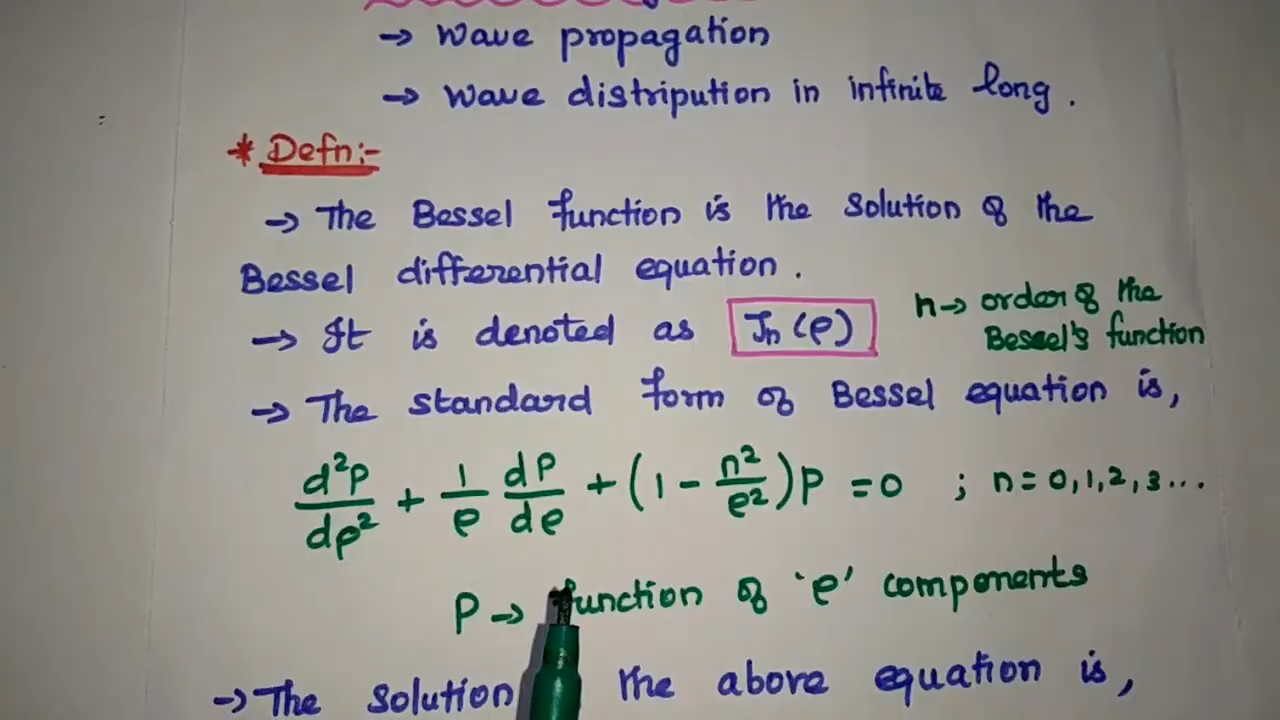 → Wave propagation
→ Wave distripution in infinite long.
* Defn:-
→ The Bessel function is the solution of the
Bessel differential equation.
→ It is denoted as Jn(ρ)
n → order of the
Bessel's function
→ The standard form of Bessel equation is,
d²P/dρ² + 1/ρ dP/dρ + (1 - n²/ρ²)P = 0 ; n = 0, 1, 2, 3...
P → function of 'ρ' components
→ The solution the above equation is,